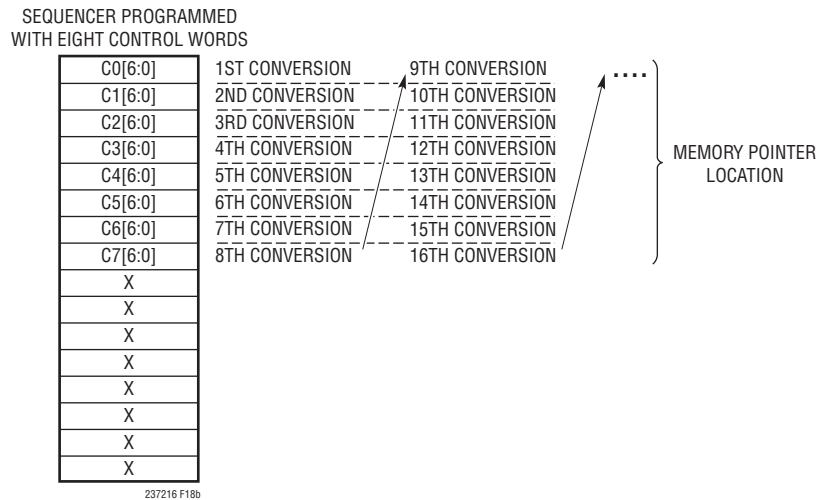 SEQUENCER PROGRAMMED
WITH EIGHT CONTROL WORDS
C0[6:0] 1ST CONVERSION 9TH CONVERSION ....
C1[6:0] 2ND CONVERSION 10TH CONVERSION
C2[6:0] 3RD CONVERSION 11TH CONVERSION
C3[6:0] 4TH CONVERSION 12TH CONVERSION
C4[6:0] 5TH CONVERSION 13TH CONVERSION
C5[6:0] 6TH CONVERSION 14TH CONVERSION
C6[6:0] 7TH CONVERSION 15TH CONVERSION
C7[6:0] 8TH CONVERSION 16TH CONVERSION
X
X
X
X
X
X
X
X
MEMORY POINTER
LOCATION
237216 F18b